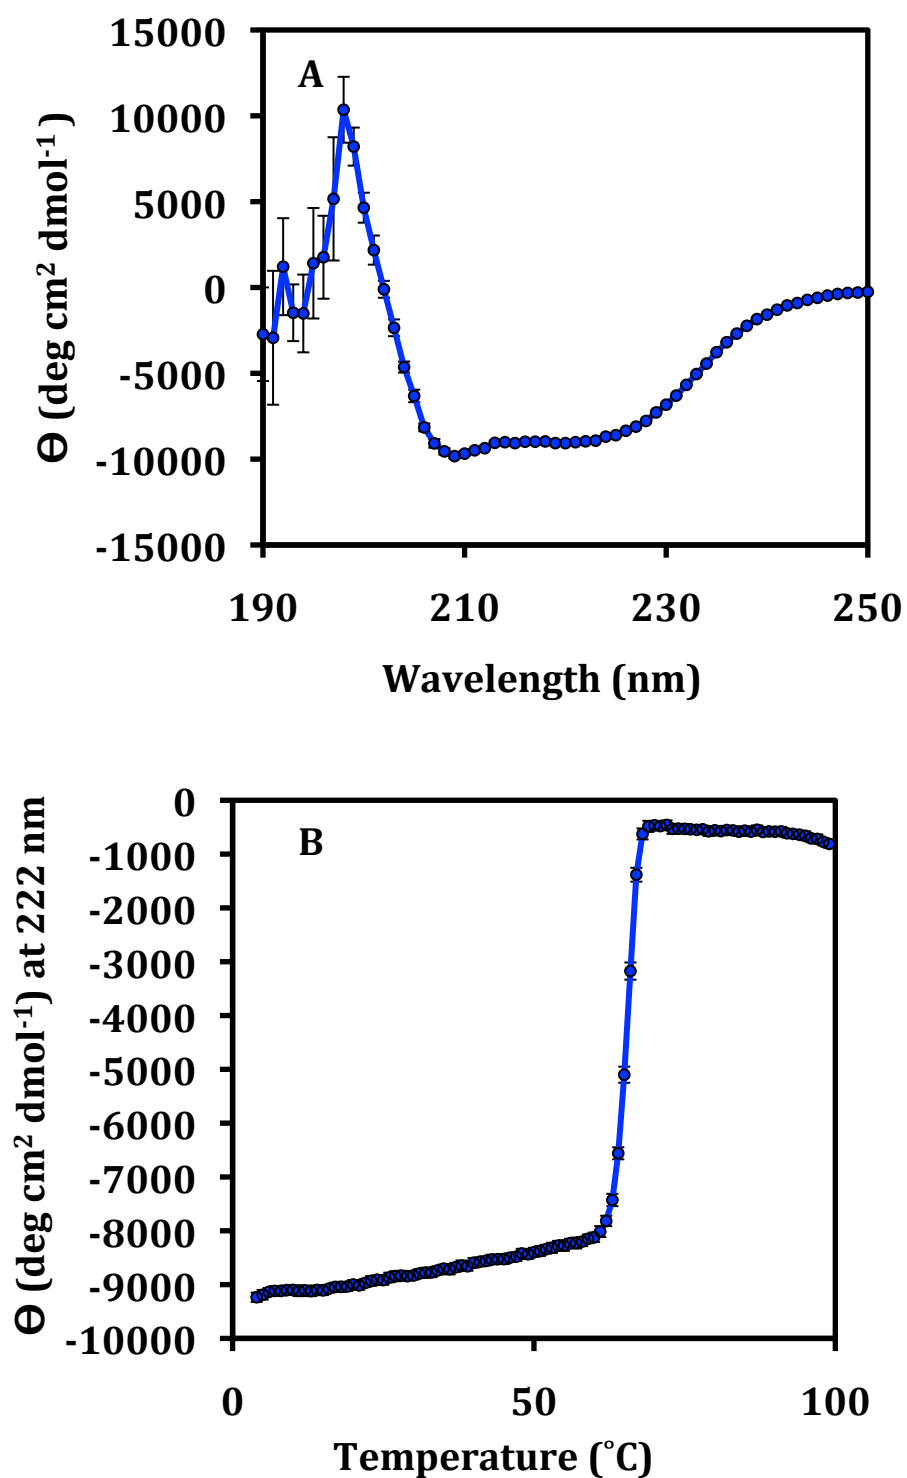 A
Θ (deg cm² dmol⁻¹)
15000
10000
5000
0
-5000
-10000
-15000
190 210 230 250
Wavelength (nm)
B
Θ (deg cm² dmol⁻¹) at 222 nm
0
-1000
-2000
-3000
-4000
-5000
-6000
-7000
-8000
-9000
-10000
0 50 100
Temperature (°C)